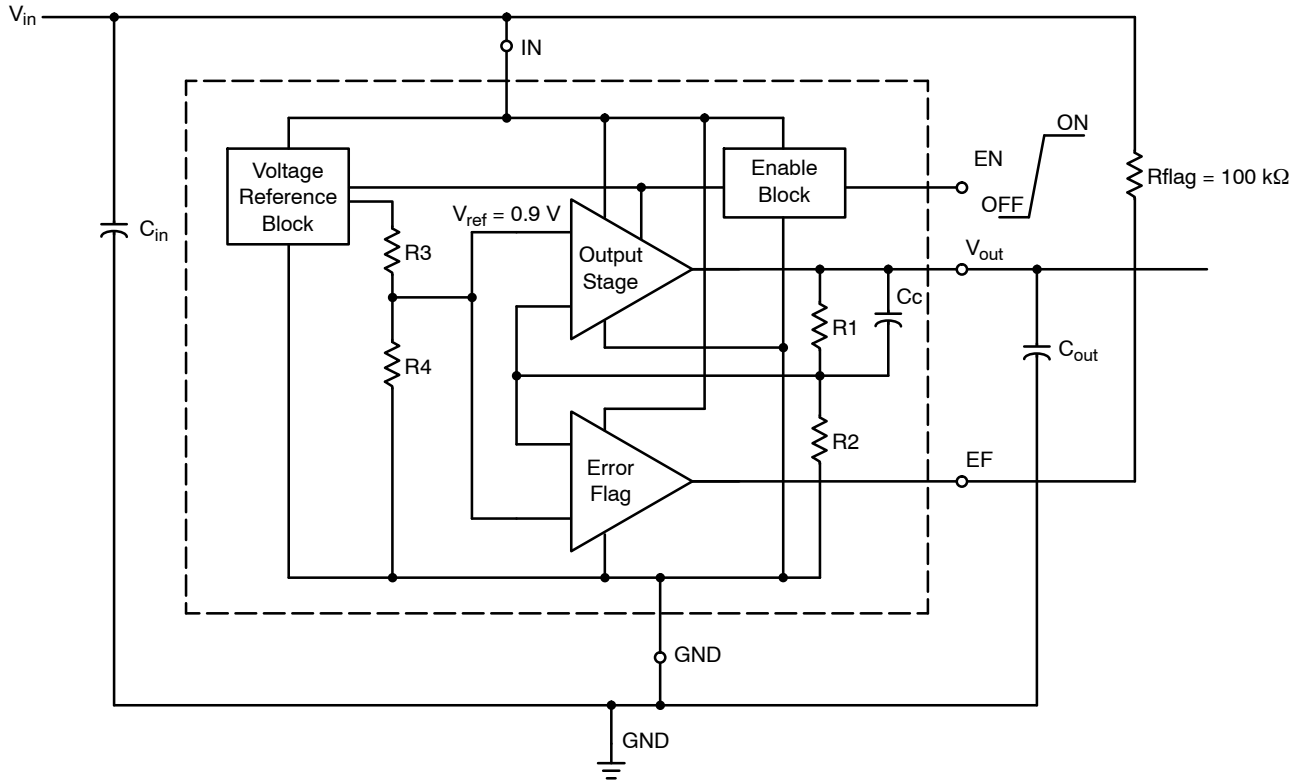 Vin
IN
ON
EN
OFF
Rflag = 100 kΩ
Voltage
Reference
Block
Enable
Block
Vref = 0.9 V
Cin
R3
Output
Stage
Vout
Cc
R1
Cout
R4
R2
Error
Flag
EF
GND
GND